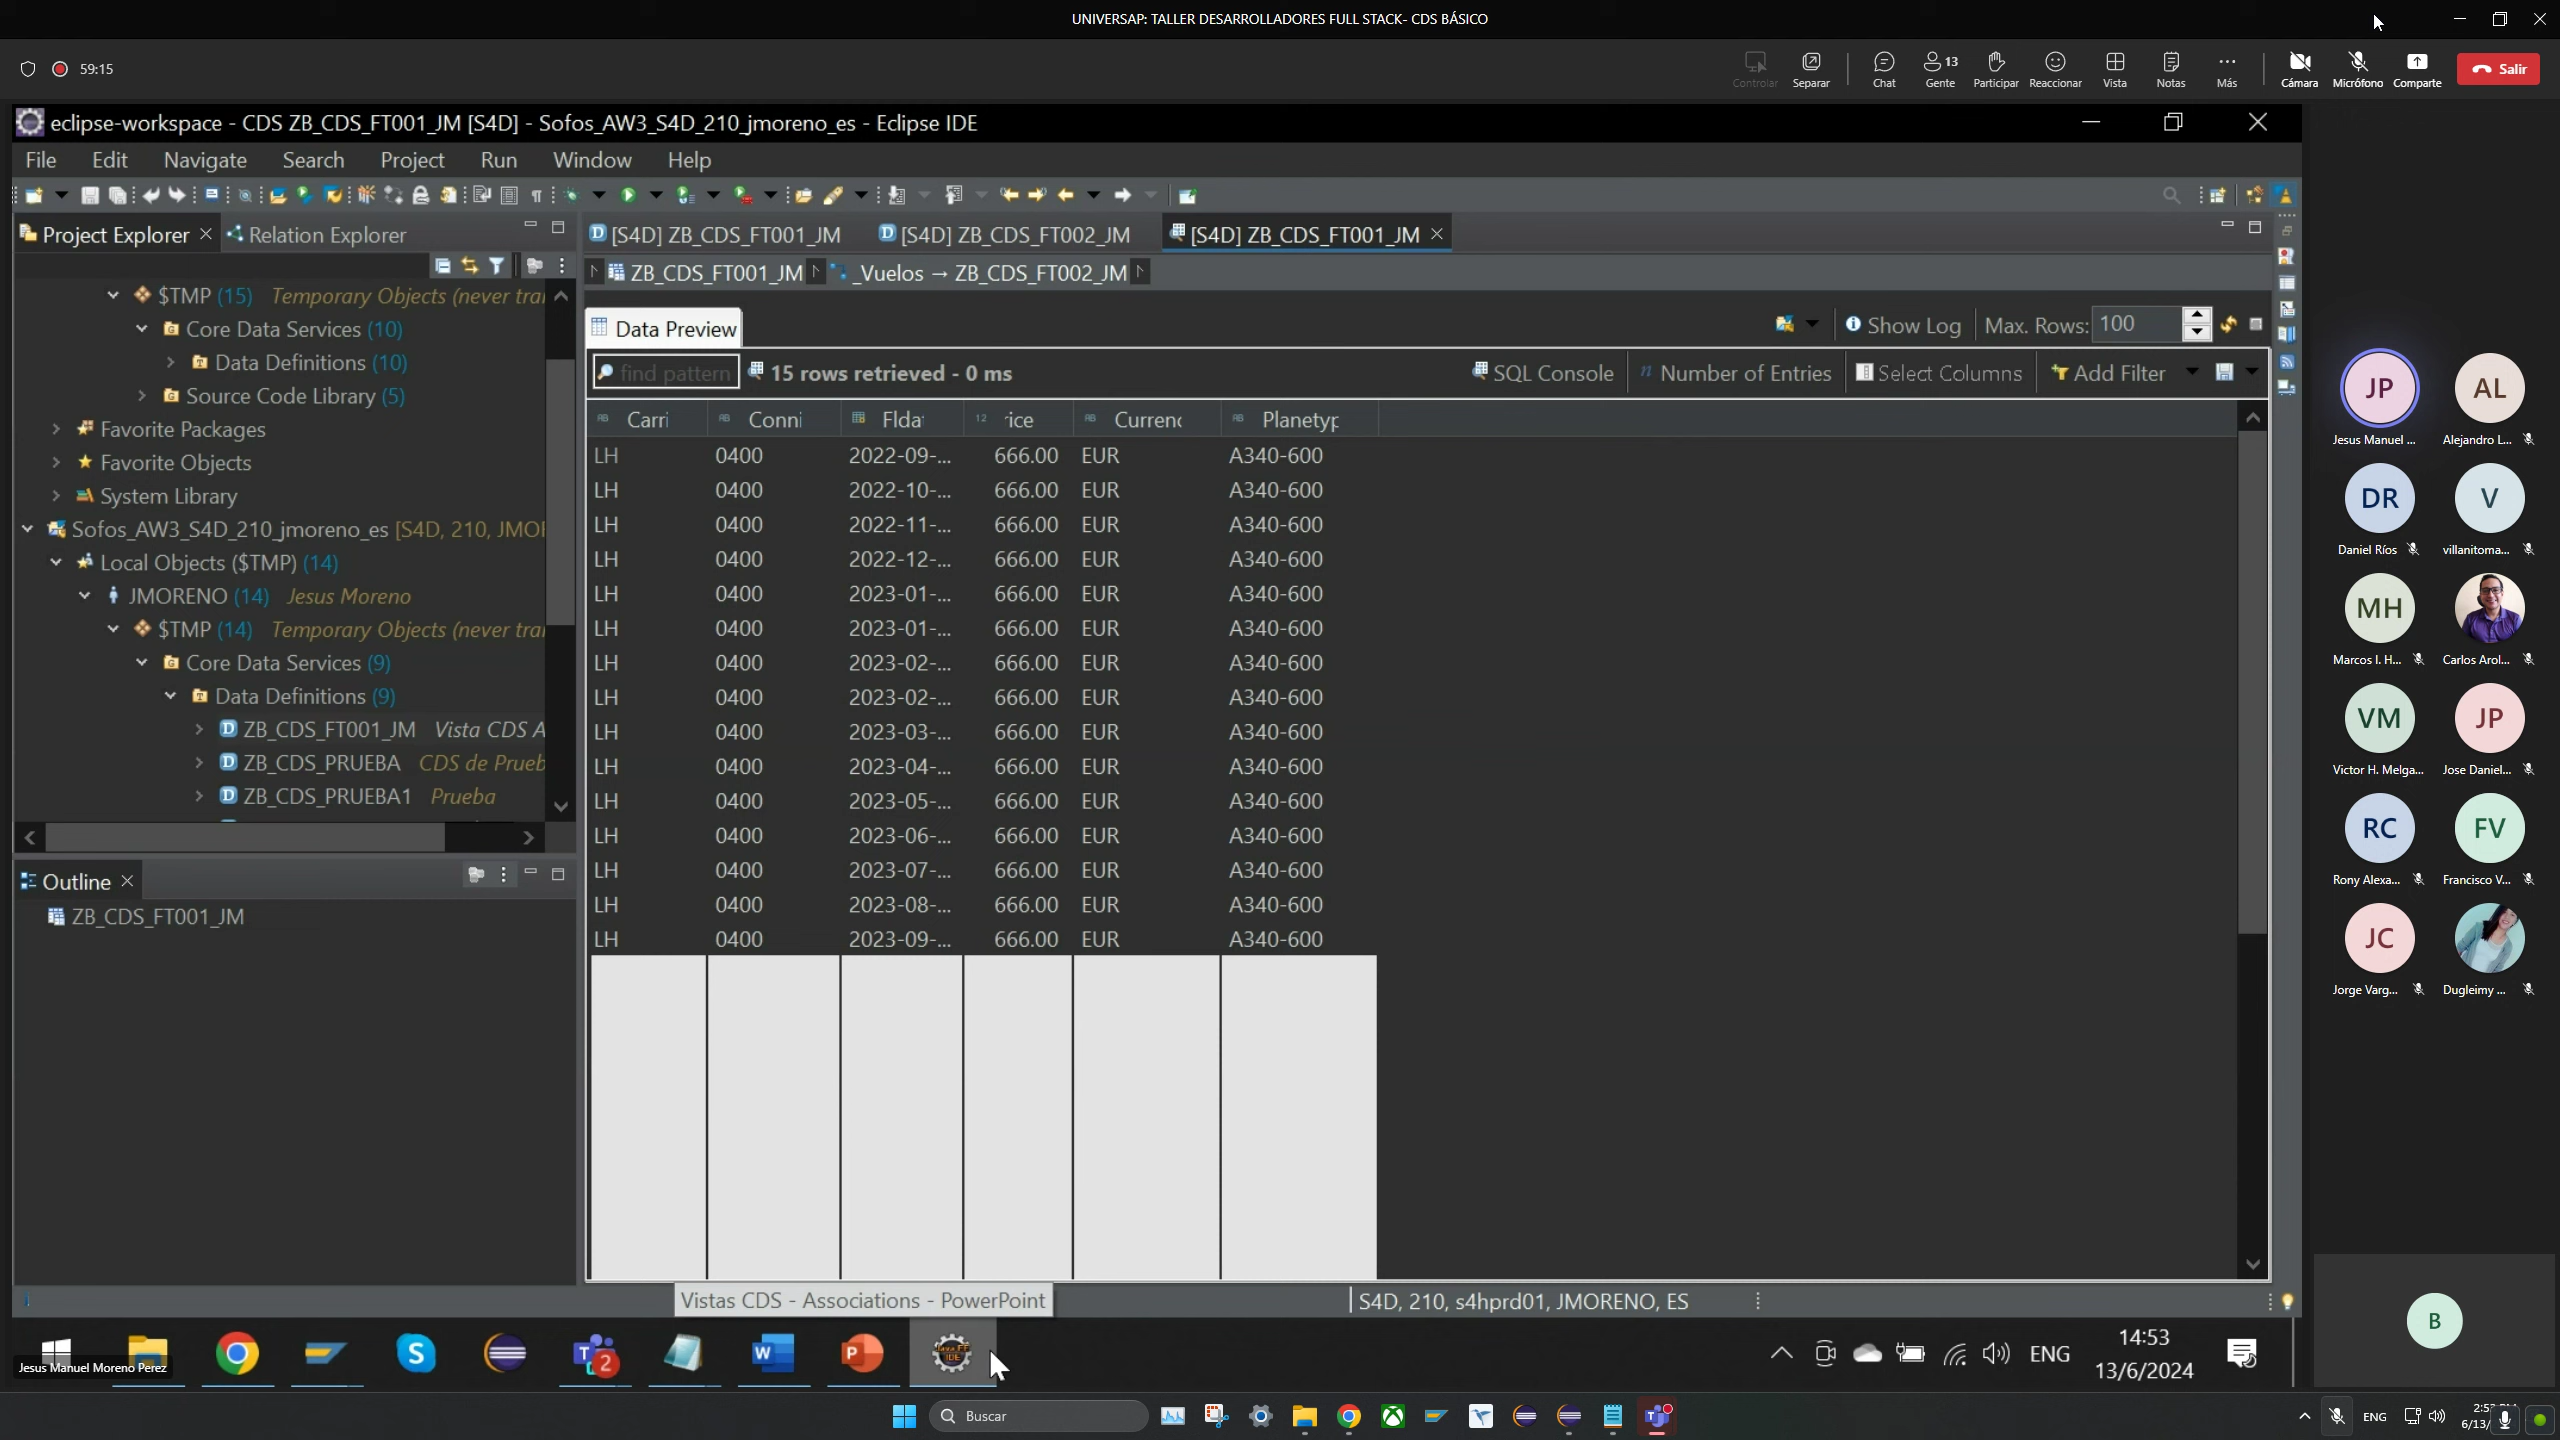 UNIVERSAP: TALLER DESARROLLADORES FULL STACK- CDS BÁSICO
59:15
Controlar
Separar
Chat
13
Gente
Participar
Reaccionar
Vista
Notas
Más
Cámara
Micrófono
Comparte
Salir
eclipse-workspace - CDS ZB_CDS_FT001_JM [S4D] - Sofos_AW3_S4D_210_jmoreno_es - Eclipse IDE
File Edit Navigate Search Project Run Window Help
Project Explorer
Relation Explorer
$TMP (15) Temporary Objects (never trai
Core Data Services (10)
Data Definitions (10)
Source Code Library (5)
Favorite Packages
Favorite Objects
System Library
Sofos_AW3_S4D_210_jmoreno_es [S4D, 210, JMOI
Local Objects ($TMP) (14)
JMORENO (14) Jesus Moreno
$TMP (14) Temporary Objects (never trai
Core Data Services (9)
Data Definitions (9)
ZB_CDS_FT001_JM Vista CDS A
ZB_CDS_PRUEBA CDS de Prueb
ZB_CDS_PRUEBA1 Prueba
Outline
ZB_CDS_FT001_JM
[S4D] ZB_CDS_FT001_JM
[S4D] ZB_CDS_FT002_JM
[S4D] ZB_CDS_FT001_JM
ZB_CDS_FT001_JM
_Vuelos → ZB_CDS_FT002_JM
Data Preview
Show Log
Max. Rows: 100
find pattern
15 rows retrieved - 0 ms
SQL Console
Number of Entries
Select Columns
Add Filter
Carri Conni Flda ice Currenc Planetyp
LH 0400 2022-09-... 666.00 EUR A340-600
LH 0400 2022-10-... 666.00 EUR A340-600
LH 0400 2022-11-... 666.00 EUR A340-600
LH 0400 2022-12-... 666.00 EUR A340-600
LH 0400 2023-01-... 666.00 EUR A340-600
LH 0400 2023-01-... 666.00 EUR A340-600
LH 0400 2023-02-... 666.00 EUR A340-600
LH 0400 2023-02-... 666.00 EUR A340-600
LH 0400 2023-03-... 666.00 EUR A340-600
LH 0400 2023-04-... 666.00 EUR A340-600
LH 0400 2023-05-... 666.00 EUR A340-600
LH 0400 2023-06-... 666.00 EUR A340-600
LH 0400 2023-07-... 666.00 EUR A340-600
LH 0400 2023-08-... 666.00 EUR A340-600
LH 0400 2023-09-... 666.00 EUR A340-600
Vistas CDS - Associations - PowerPoint
S4D, 210, s4hprd01, JMORENO, ES
Jesus Manuel Moreno Perez
2
ENG
14:53
13/6/2024
JP
Jesus Manuel ...
AL
Alejandro L...
DR
Daniel Ríos
V
villanitoma...
MH
Marcos I. H...
Carlos Arol...
VM
Victor H. Melga...
JP
Jose Daniel...
RC
Rony Alexa...
FV
Francisco V...
JC
Jorge Varg...
Dugleimy ...
B
Buscar
ENG
6/13/